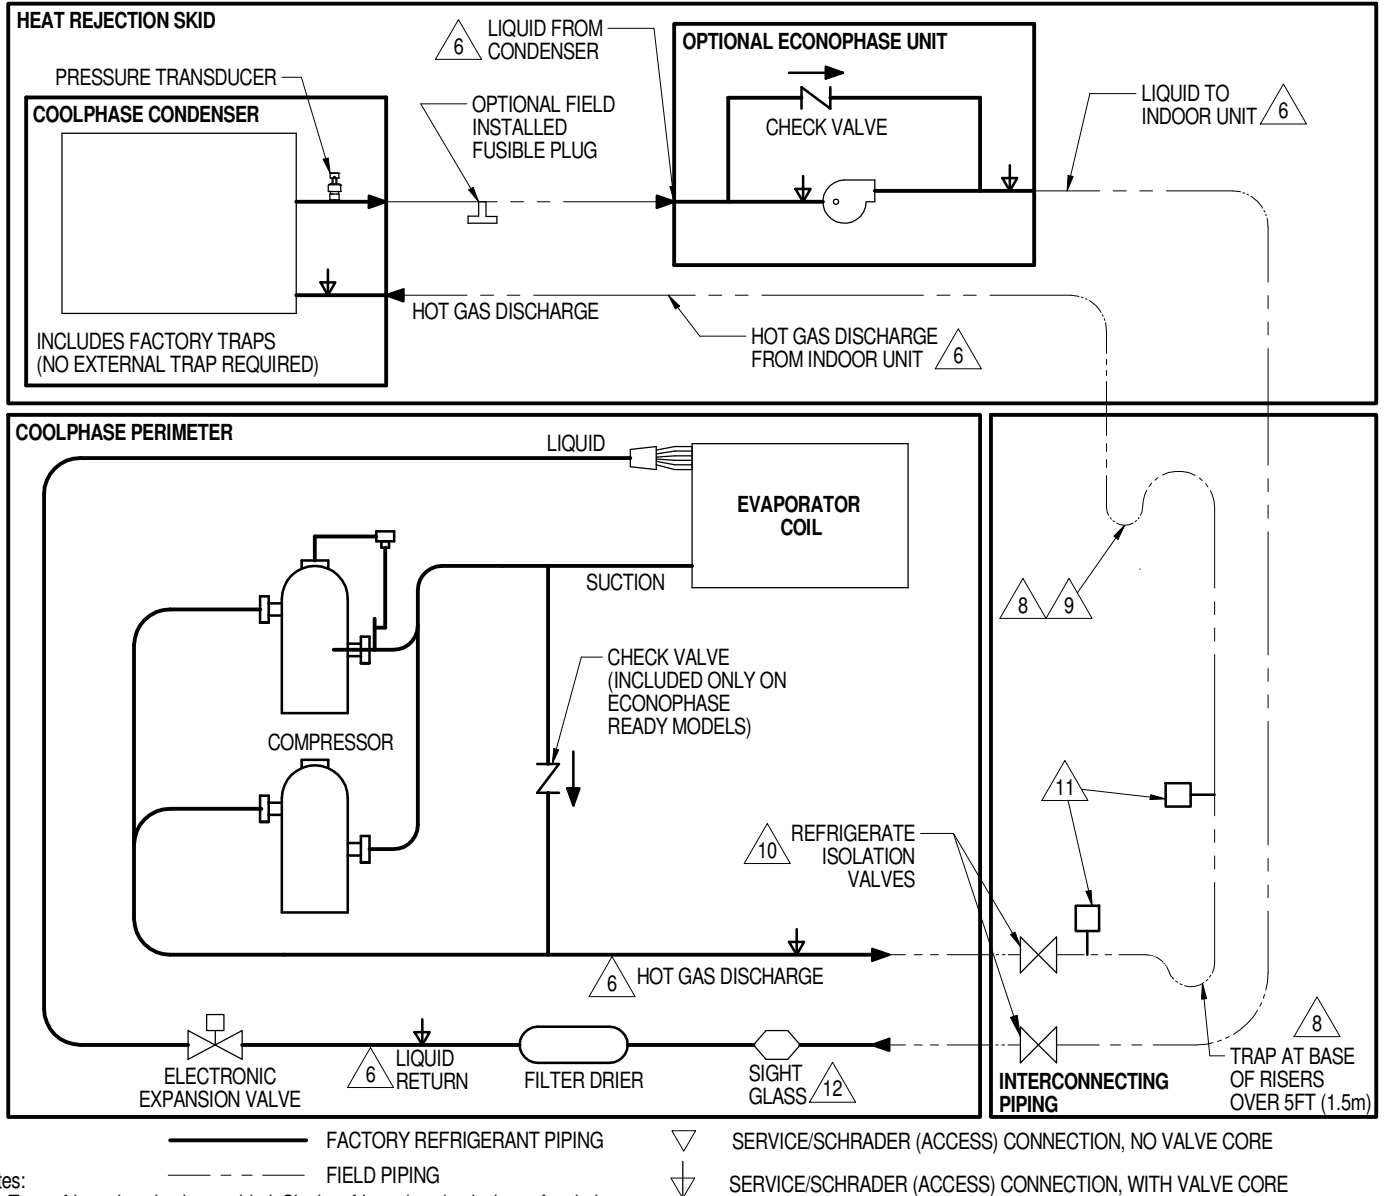 HEAT REJECTION SKID
6
LIQUID FROM
CONDENSER
OPTIONAL ECONOPHASE UNIT
PRESSURE TRANSDUCER
COOLPHASE CONDENSER
OPTIONAL FIELD
INSTALLED
FUSIBLE PLUG
CHECK VALVE
LIQUID TO
INDOOR UNIT
6
HOT GAS DISCHARGE
INCLUDES FACTORY TRAPS
(NO EXTERNAL TRAP REQUIRED)
HOT GAS DISCHARGE
FROM INDOOR UNIT
6
COOLPHASE PERIMETER
LIQUID
EVAPORATOR
COIL
SUCTION
8
9
CHECK VALVE
(INCLUDED ONLY ON
ECONOPHASE
READY MODELS)
COMPRESSOR
11
10
REFRIGERATE
ISOLATION
VALVES
6
HOT GAS DISCHARGE
8
TRAP AT BASE
OF RISERS
OVER 5FT (1.5m)
ELECTRONIC
EXPANSION VALVE
6
LIQUID
RETURN
FILTER DRIER
SIGHT
GLASS
12
INTERCONNECTING
PIPING
FACTORY REFRIGERANT PIPING
SERVICE/SCHRADER (ACCESS) CONNECTION, NO VALVE CORE
FIELD PIPING
SERVICE/SCHRADER (ACCESS) CONNECTION, WITH VALVE CORE
tes: